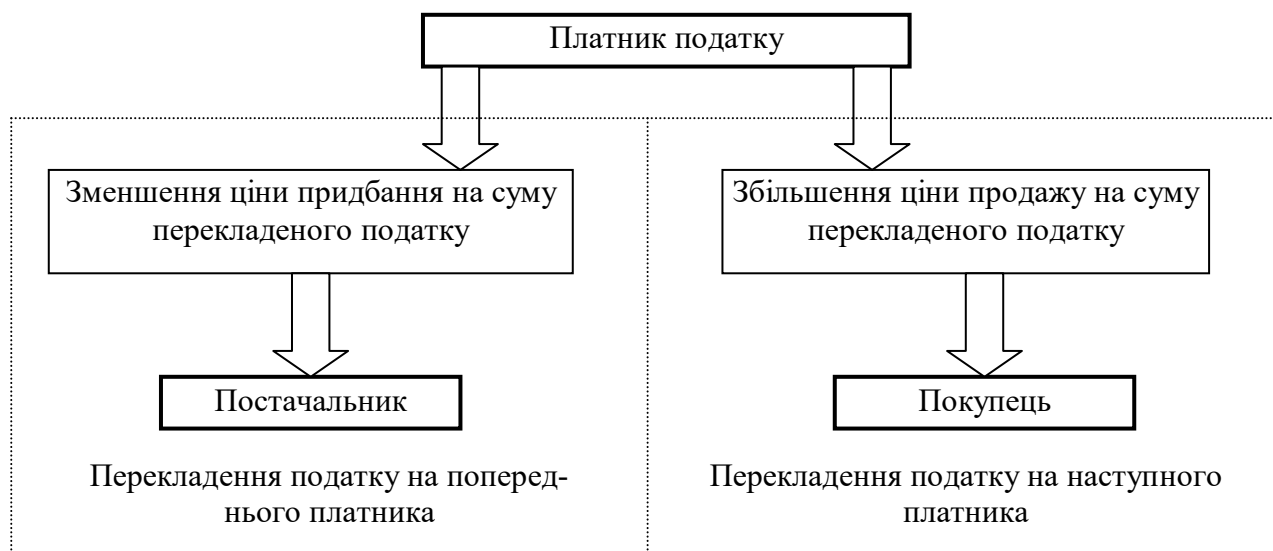 Платник податку
Зменшення ціни придбання на суму
перекладеного податку
Збільшення ціни продажу на суму
перекладеного податку
Постачальник
Покупець
Перекладення податку на поперед-
нього платника
Перекладення податку на наступного
платника